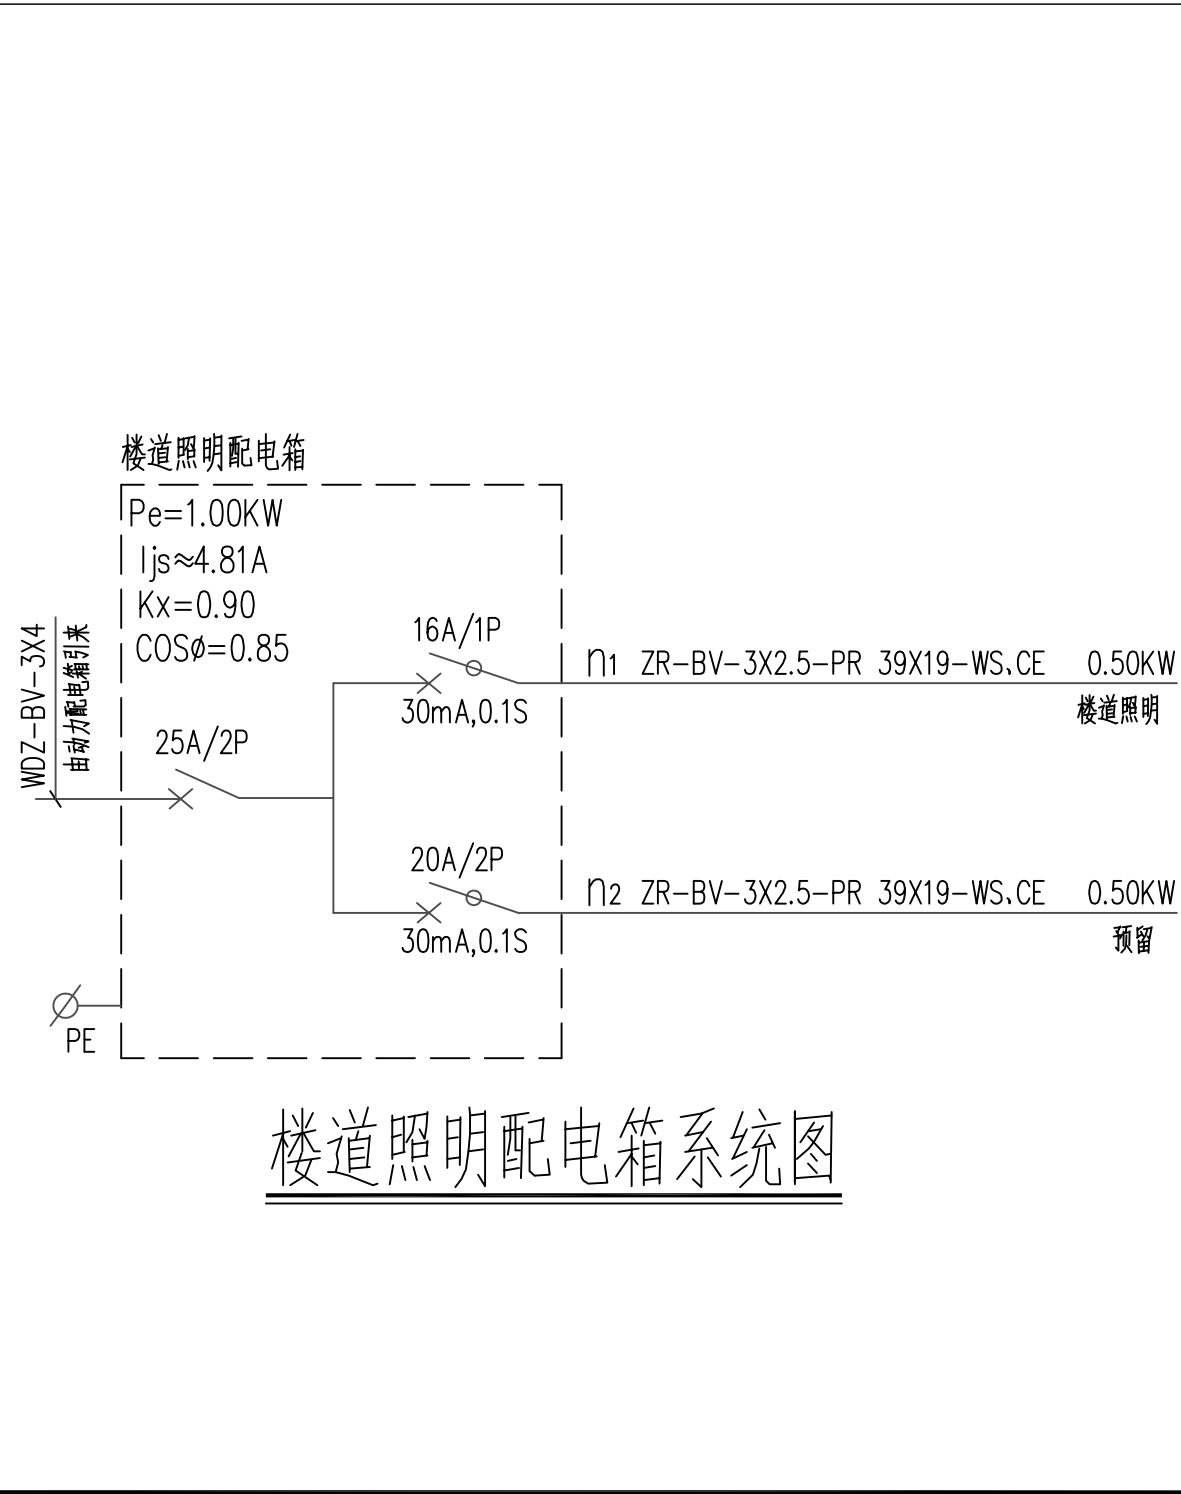 楼道照明配电箱
Pe=1.00KW
Ijs≈4.81A
Kx=0.90
COSø=0.85
WDZ-BV-3X4
由动力配电箱引来
25A/2P
16A/1P
30mA,0.1S
n1 ZR-BV-3X2.5-PR 39X19-WS.CE 0.50KW
楼道照明
20A/2P
30mA,0.1S
n2 ZR-BV-3X2.5-PR 39X19-WS.CE 0.50KW
预留
PE
楼道照明配电箱系统图